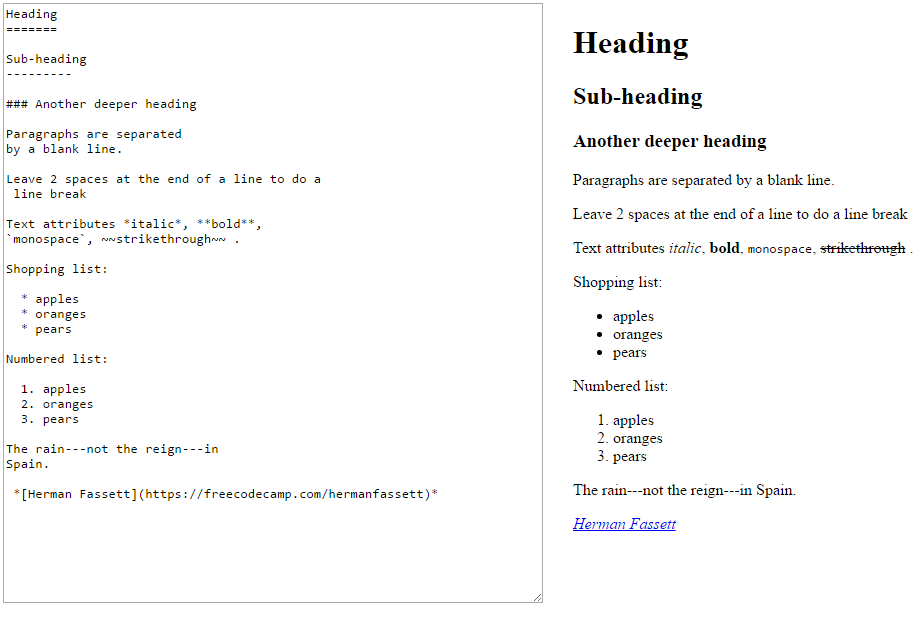 Heading
=======
Sub-heading
---------
### Another deeper heading
Paragraphs are separated
by a blank line.
Leave 2 spaces at the end of a line to do a
 line break
Text attributes *italic*, **bold**,
`monospace`, ~~strikethrough~~ .
Shopping list:
  * apples
  * oranges
  * pears
Numbered list:
  1. apples
  2. oranges
  3. pears
The rain---not the reign---in
Spain.
 *[Herman Fassett](https://freecodecamp.com/hermanfassett)*
Heading
Sub-heading
Another deeper heading
Paragraphs are separated by a blank line.
Leave 2 spaces at the end of a line to do a line break
Text attributes italic, bold, monospace, strikethrough .
Shopping list:
• apples
• oranges
• pears
Numbered list:
1. apples
2. oranges
3. pears
The rain---not the reign---in Spain.
Herman Fassett